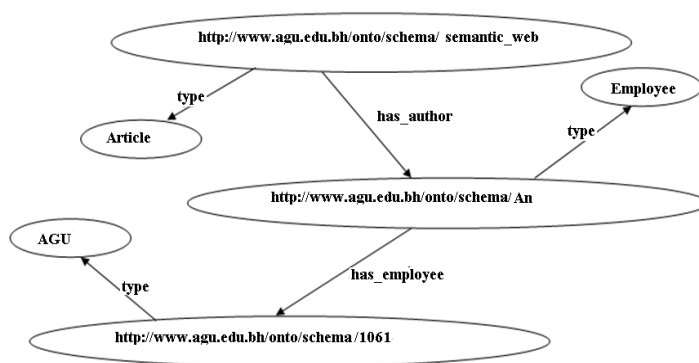 http://www.agu.edu.bh/onto/schema/ semantic_web
type
Employee
has_author
Article
type
http://www.agu.edu.bh/onto/schema/An
AGU
has_employee
type
http://www.agu.edu.bh/onto/schema/1061